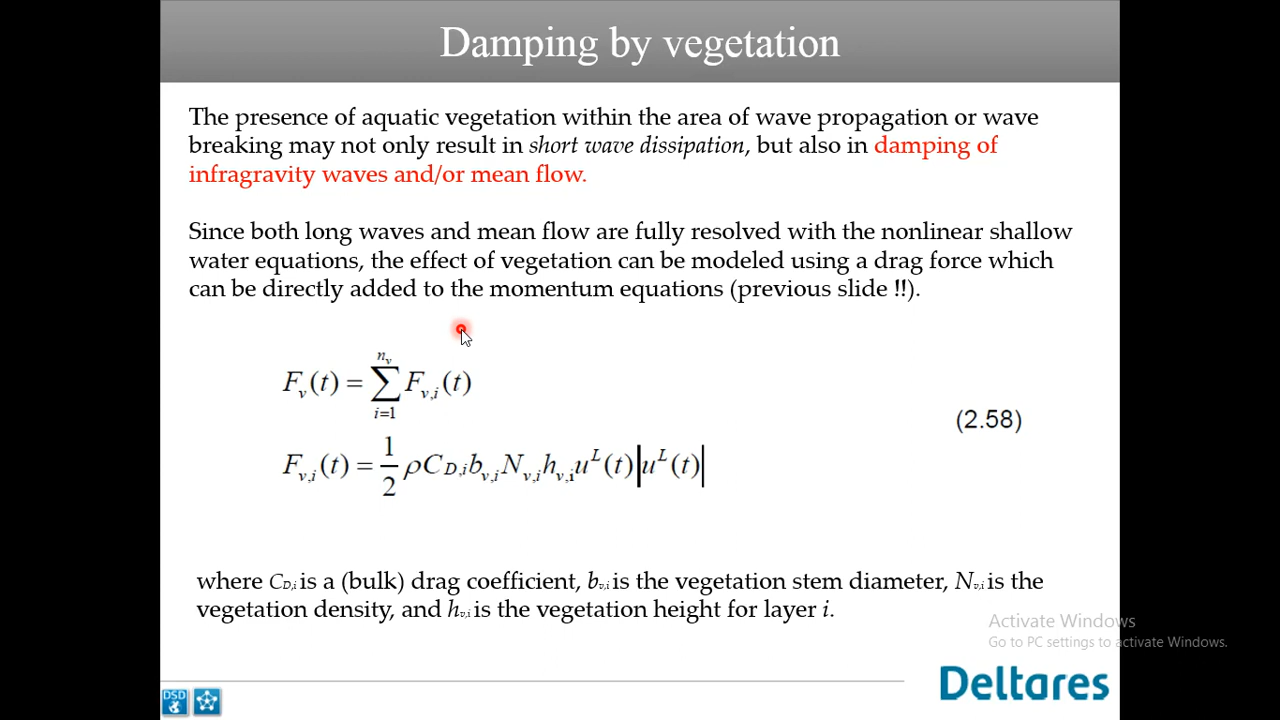 Damping by vegetation
The presence of aquatic vegetation within the area of wave propagation or wave
breaking may not only result in short wave dissipation, but also in damping of
infragravity waves and/or mean flow.
Since both long waves and mean flow are fully resolved with the nonlinear shallow
water equations, the effect of vegetation can be modeled using a drag force which
can be directly added to the momentum equations (previous slide !!).
F_v(t) = \sum_{i=1}^{n_v} F_{v,i}(t)
(2.58)
F_{v,i}(t) = \frac{1}{2} ρC_{D,i}b_{v,i}N_{v,i}h_{v,i}u^L(t)|u^L(t)|
where C_{D,i} is a (bulk) drag coefficient, b_{v,i} is the vegetation stem diameter, N_{v,i} is the
vegetation density, and h_{v,i} is the vegetation height for layer i.
Activate Windows
Go to PC settings to activate Windows.
Deltares
DSD